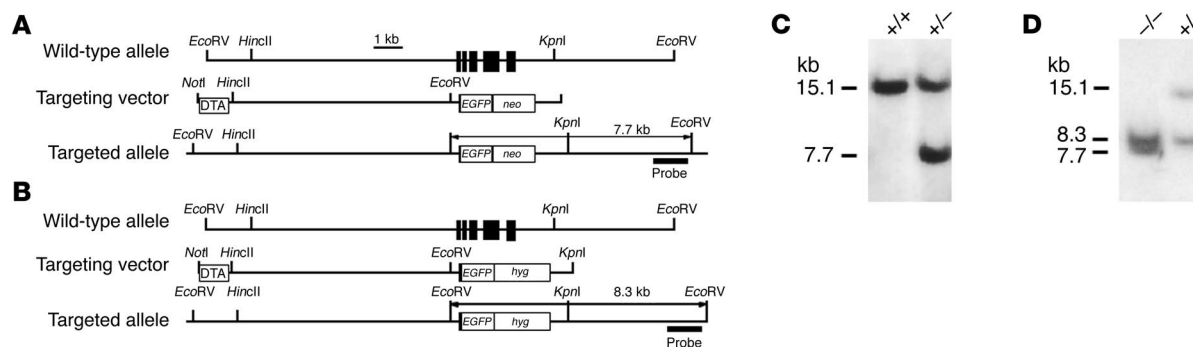 A
Wild-type allele
EcoRV HincII 1 kb KpnI EcoRV
Targeting vector
NotI HincII EcoRV
DTA EGFP neo
Targeted allele
EcoRV HincII KpnI 7.7 kb EcoRV
EGFP neo
Probe
B
Wild-type allele
EcoRV HincII KpnI EcoRV
Targeting vector
NotI HincII EcoRV KpnI
DTA EGFP hyg
Targeted allele
EcoRV HincII EcoRV KpnI 8.3 kb EcoRV
EGFP hyg
Probe
C
+/+ +/–
kb
15.1
7.7
D
–/–
kb
15.1
8.3
7.7